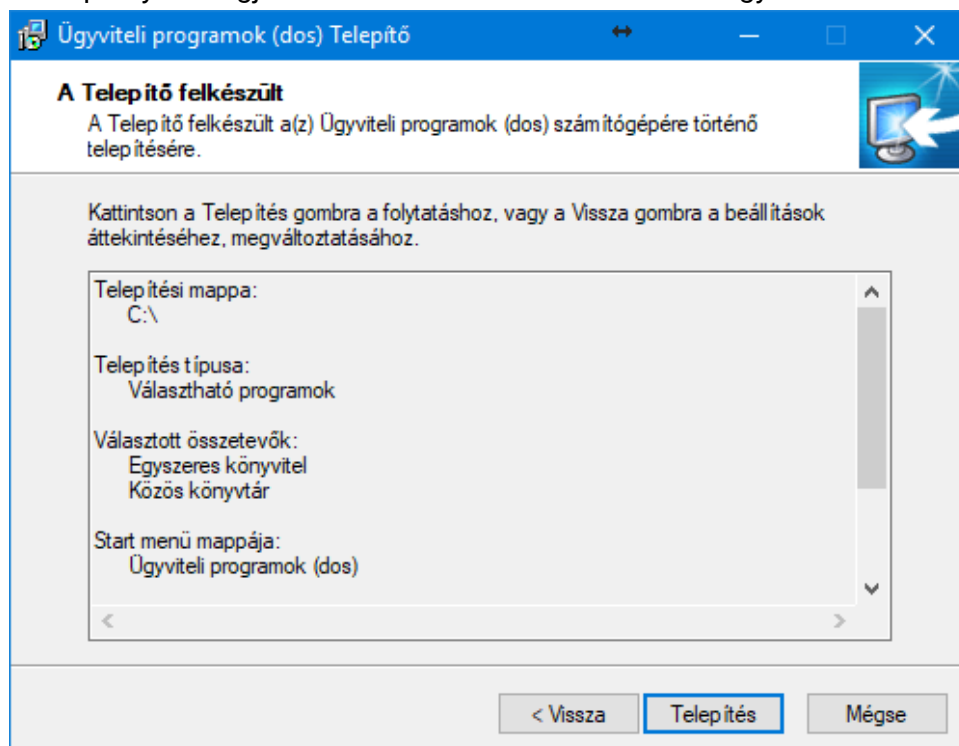 Ügyviteli programok (dos) Telepítő
A Telepítő felkészült
A Telepítő felkészült a(z) Ügyviteli programok (dos) számítógépére történő
telepítésére.
Kattintson a Telepítés gombra a folytatáshoz, vagy a Vissza gombra a beállítások
áttekintéséhez, megváltoztatásához.
Telepítési mappa:
C:\
Telepítés típusa:
Választható programok
Választott összetevők:
Egyszeres könyvitel
Közös könyvtár
Start menü mappája:
Ügyviteli programok (dos)
< Vissza
Telepítés
Mégse